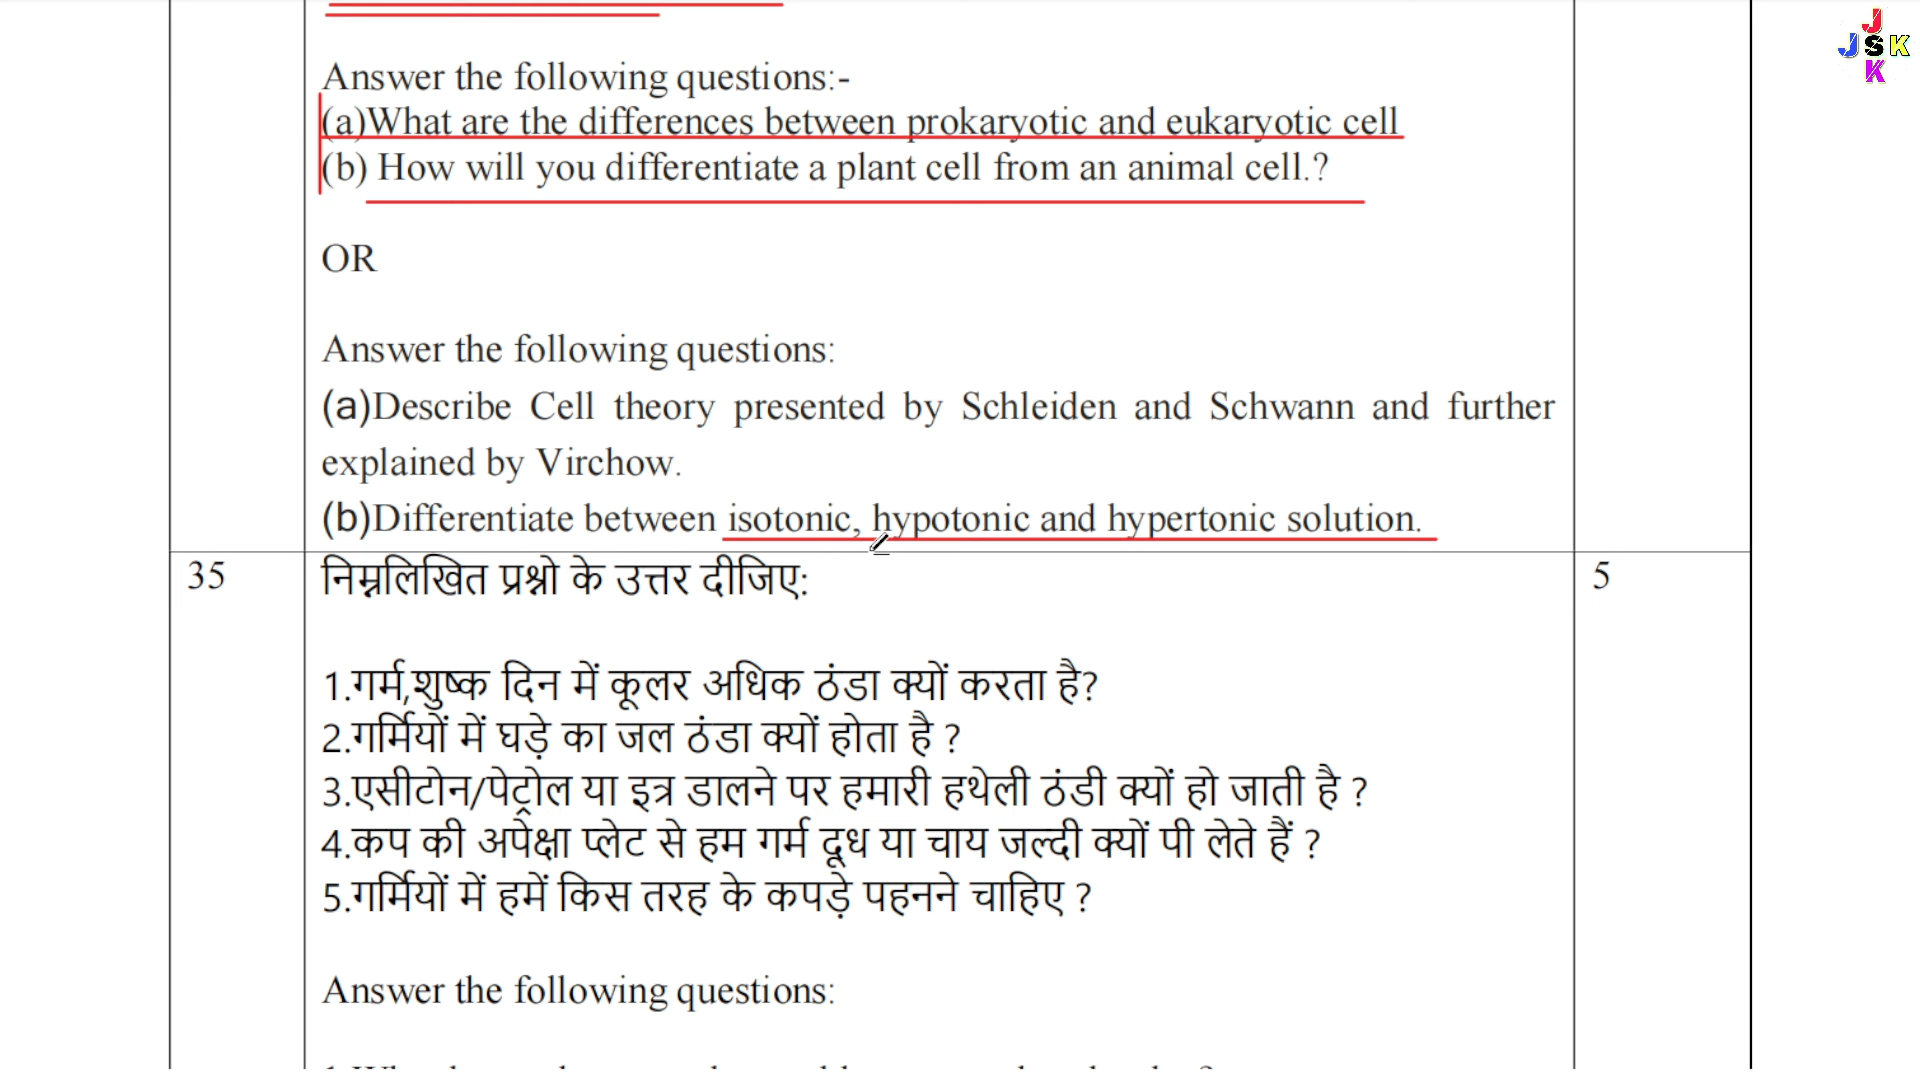 J
J S K
K
Answer the following questions:-
(a)What are the differences between prokaryotic and eukaryotic cell
(b) How will you differentiate a plant cell from an animal cell.?
OR
Answer the following questions:
(a)Describe Cell theory presented by Schleiden and Schwann and further
explained by Virchow.
(b)Differentiate between isotonic, hypotonic and hypertonic solution.
35 निम्नलिखित प्रश्नो के उत्तर दीजिए: 5
1.गर्म,शुष्क दिन में कूलर अधिक ठंडा क्यों करता है?
2.गर्मियों में घड़े का जल ठंडा क्यों होता है ?
3.एसीटोन/पेट्रोल या इत्र डालने पर हमारी हथेली ठंडी क्यों हो जाती है ?
4.कप की अपेक्षा प्लेट से हम गर्म दूध या चाय जल्दी क्यों पी लेते हैं ?
5.गर्मियों में हमें किस तरह के कपड़े पहनने चाहिए ?
Answer the following questions: